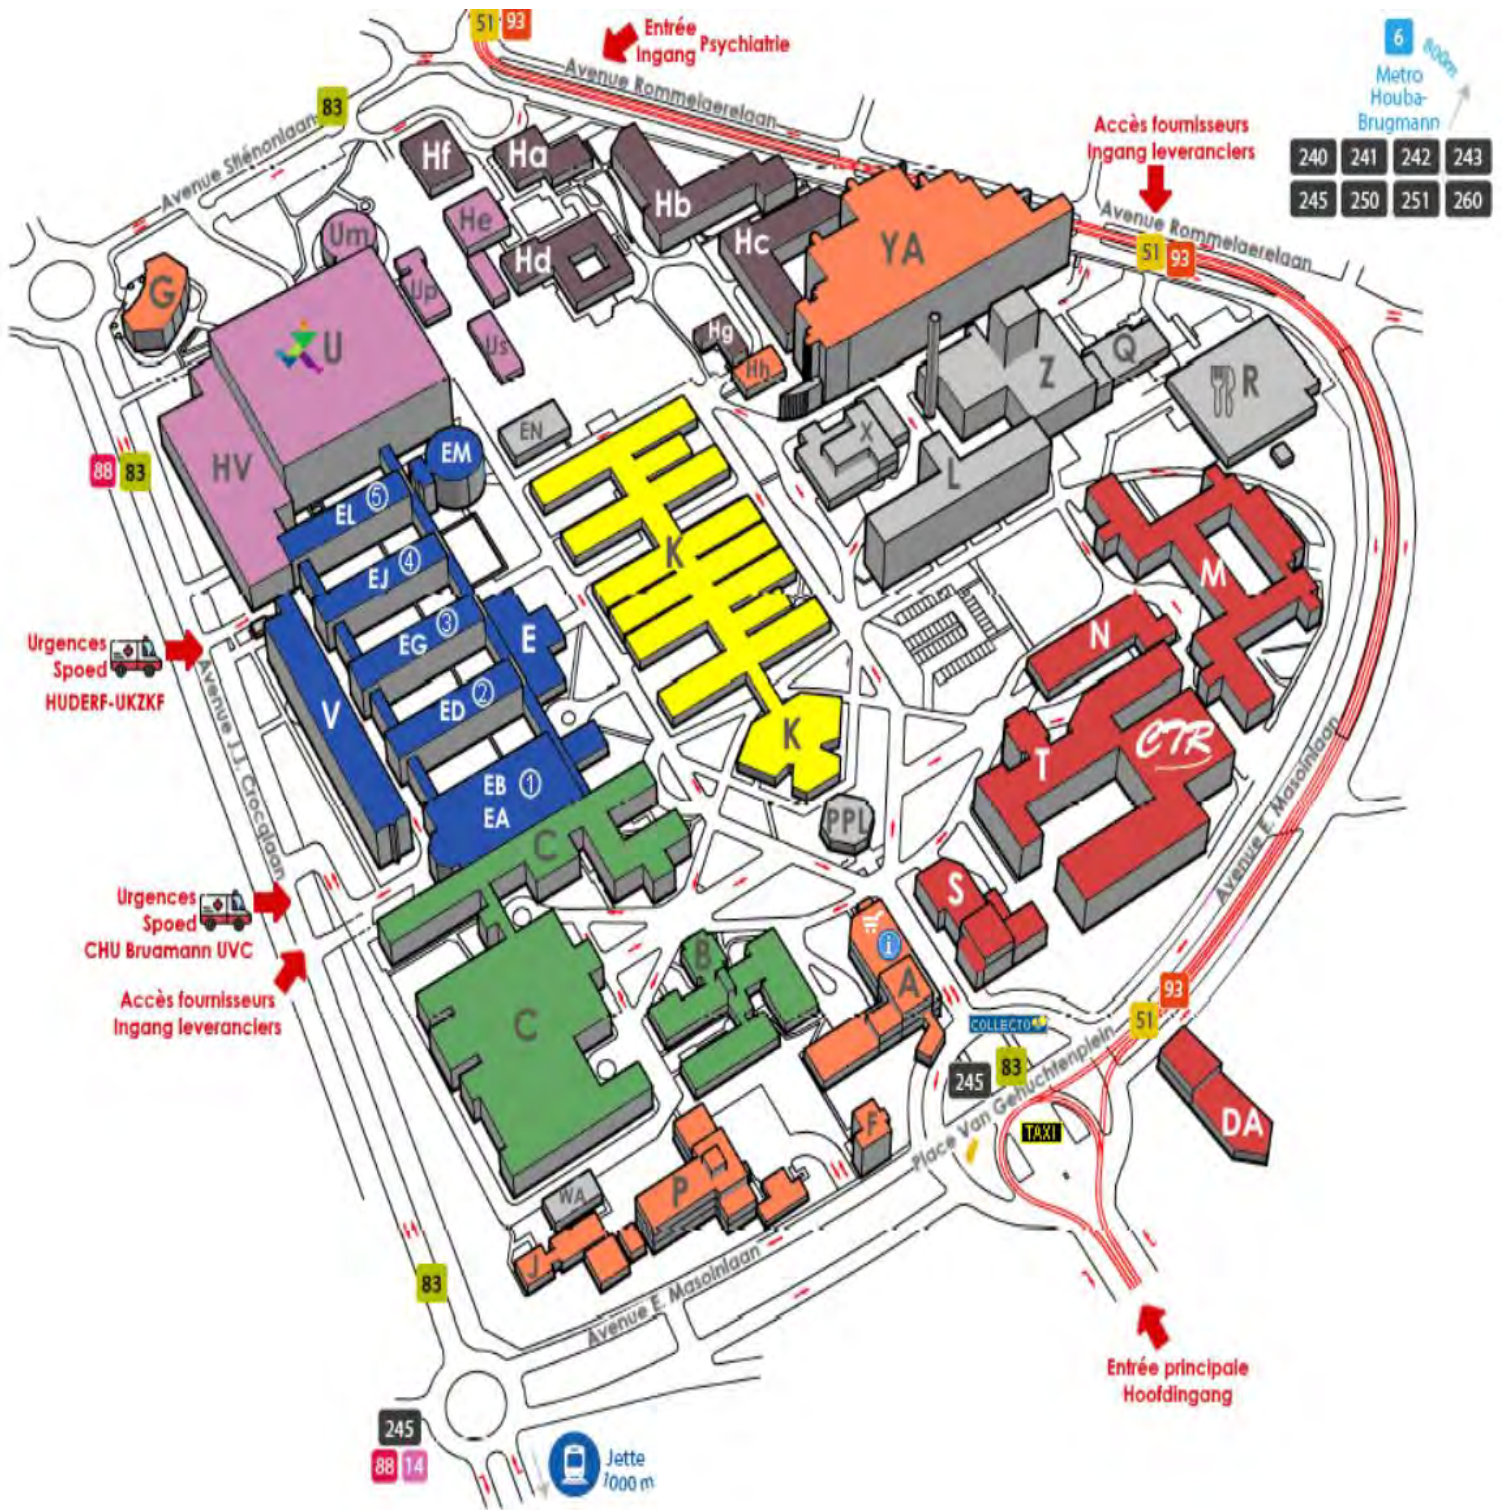 51 93
Entrée
Ingang Psychiatrie
6
800m
Metro
Houba-
Brugmann
Avenue Rommelaerelaan
83
Avenue Stiénonlaan
Accès fournisseurs
Ingang leveranciers
240 241 242 243
245 250 251 260
Hf
Ha
Hb
He
Hc
Hd
Um
Up
Us
YA
Avenue Rommelaerelaan
51 93
G
U
Hg
Hh
Z
Q
R
EN
HV
EM
X
L
88 83
EL 5
EJ 4
EG 3
E
K
M
N
Urgences
Spoed
HUDERF-UKZKF
V
ED 2
K
T
CTR
Avenue J.J. Crocqlaan
EB 1
EA
C
PPL
Avenue E. Masoinlaan
S
Urgences
Spoed
CHU Bruamann UVC
Accès fournisseurs
Ingang leveranciers
B
i
A
C
93
51
COLLECTO
245 83
Place Van Gehuchtenplein
TAXI
DA
F
WA
P
J
83
Avenue E. Masoinlaan
Entrée principale
Hoofdingang
245
88 14
Jette
1000 m